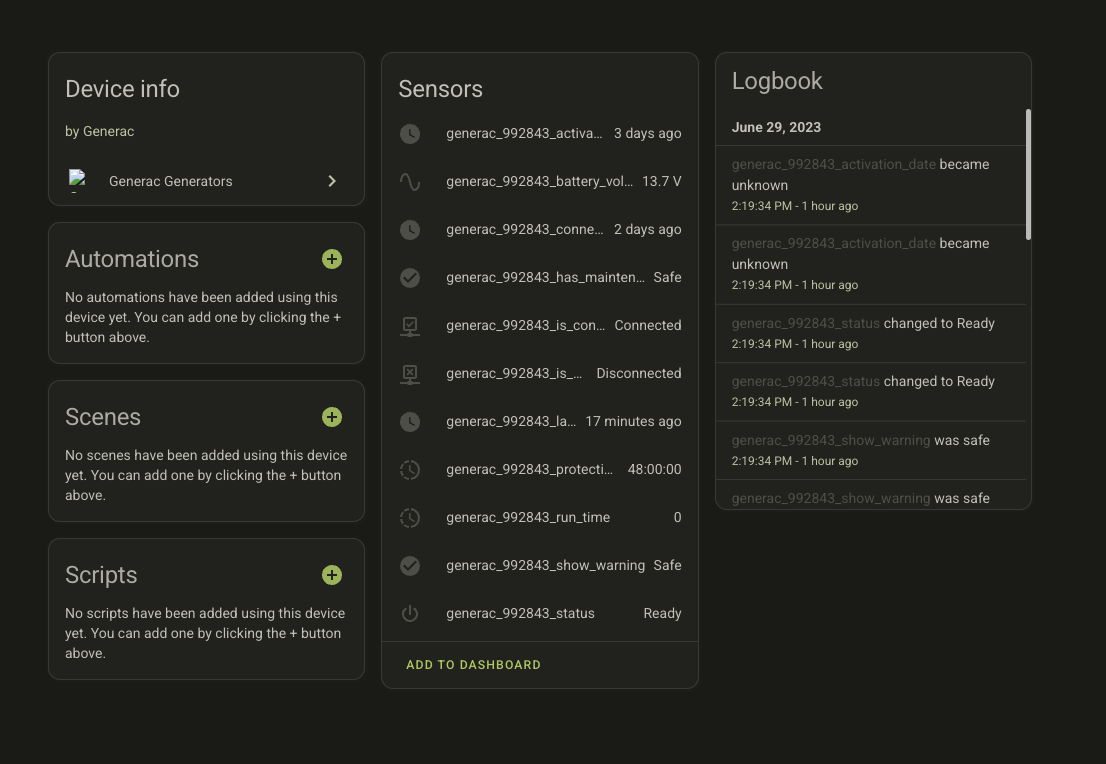 Device info
by Generac
Generac Generators
Automations
No automations have been added using this
device yet. You can add one by clicking the +
button above.
Scenes
No scenes have been added using this device
yet. You can add one by clicking the + button
above.
Scripts
No scripts have been added using this device
yet. You can add one by clicking the + button
above.
Sensors
generac_992843_activa... 3 days ago
generac_992843_battery_vol... 13.7 V
generac_992843_conne... 2 days ago
generac_992843_has_mainten... Safe
generac_992843_is_con... Connected
generac_992843_is_... Disconnected
generac_992843_la... 17 minutes ago
generac_992843_protecti... 48:00:00
generac_992843_run_time 0
generac_992843_show_warning Safe
generac_992843_status Ready
ADD TO DASHBOARD
Logbook
June 29, 2023
generac_992843_activation_date became
unknown
2:19:34 PM - 1 hour ago
generac_992843_activation_date became
unknown
2:19:34 PM - 1 hour ago
generac_992843_status changed to Ready
2:19:34 PM - 1 hour ago
generac_992843_status changed to Ready
2:19:34 PM - 1 hour ago
generac_992843_show_warning was safe
2:19:34 PM - 1 hour ago
generac_992843_show_warning was safe